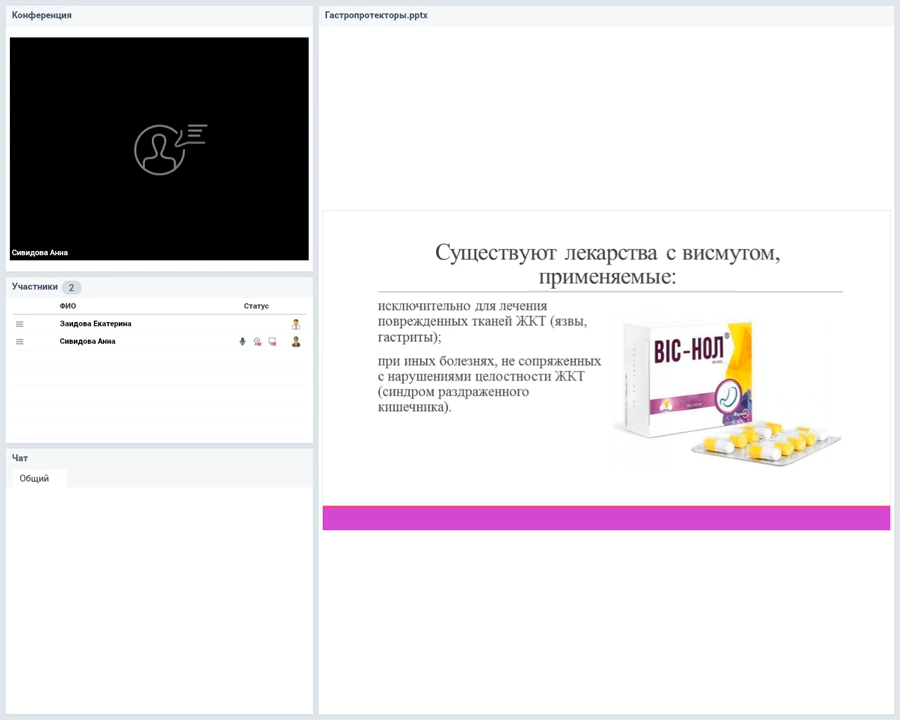 Конференция
Сивидова Анна
Участники 2
ФИО Статус
Заидова Екатерина
Сивидова Анна
Чат
Общий
Гастропротекторы.pptx
Существуют лекарства с висмутом,
применяемые:
исключительно для лечения
поврежденных тканей ЖКТ (язвы,
гастриты);
при иных болезнях, не сопряженных
с нарушениями целостности ЖКТ
(синдром раздраженного
кишечника).
ВІС-НОЛ®